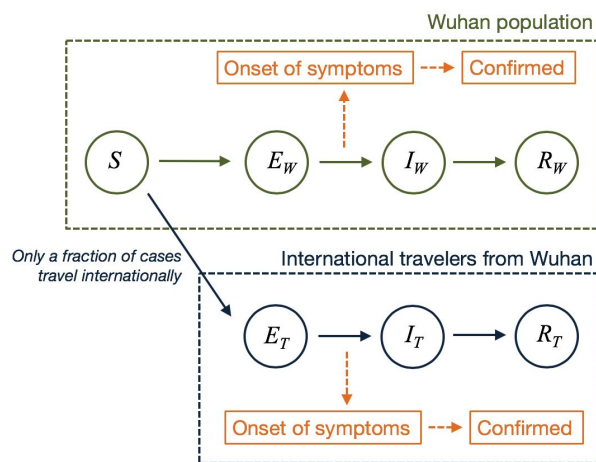 Wuhan population
Onset of symptoms
Confirmed
S
E_W
I_W
R_W
Only a fraction of cases
travel internationally
International travelers from Wuhan
E_T
I_T
R_T
Onset of symptoms
Confirmed